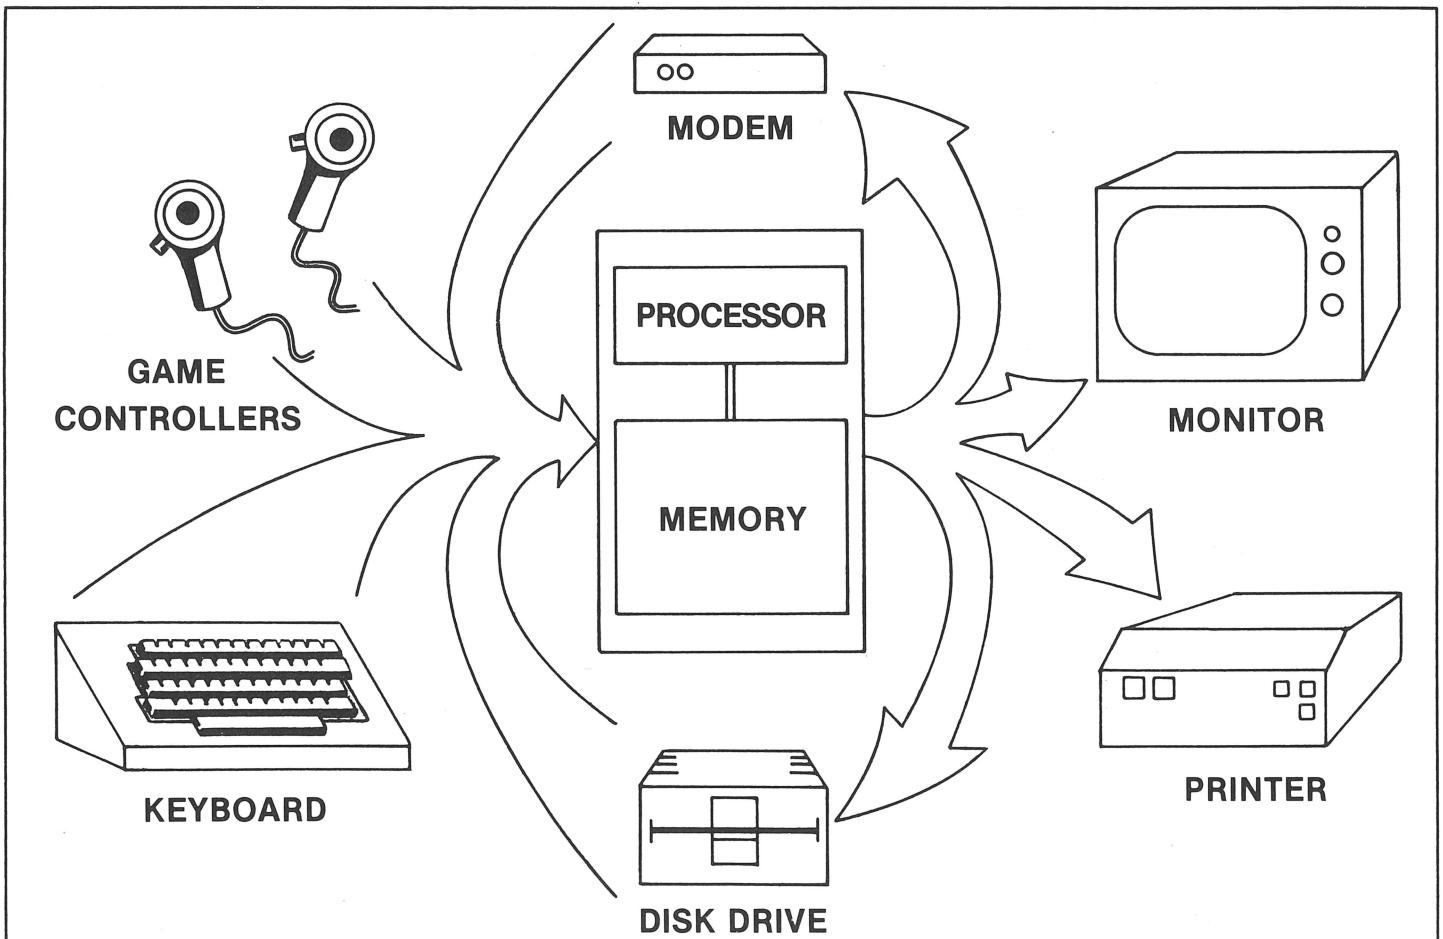 MODEM
PROCESSOR
GAME
CONTROLLERS
MONITOR
MEMORY
KEYBOARD
PRINTER
DISK DRIVE